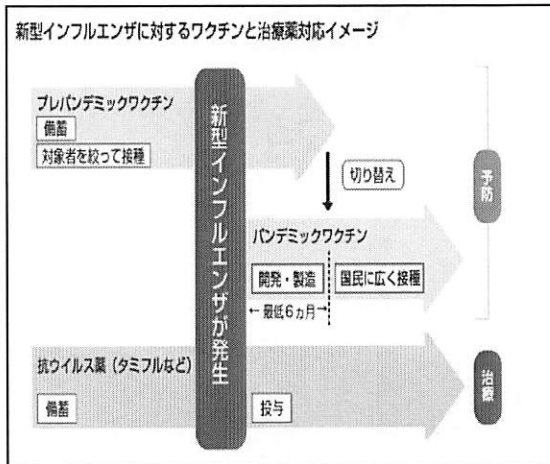 新型インフルエンザに対するワクチンと治療薬対応イメージ
プレパンデミックワクチン
備蓄
対象者を絞って接種
新型インフルエンザが発生
切り替え
予防
パンデミックワクチン
開発・製造
国民に広く接種
←最低6ヵ月→
抗ウイルス薬(タミフルなど)
備蓄
投与
治療